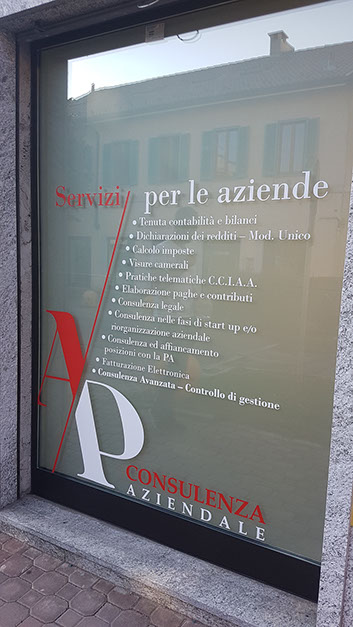 Servizi per le aziende
• Tenuta contabilità e bilanci
• Dichiarazioni dei redditi – Mod. Unico
• Calcolo imposte
• Visure camerali
• Pratiche telematiche C.C.I.A.A.
• Elaborazione paghe e contributi
• Consulenza legale
• Consulenza nelle fasi di start up e/o
riorganizzazione aziendale
• Consulenza ed affiancamento
posizioni con la PA
• Fatturazione Elettronica
• Consulenza Avanzata – Controllo di gestione
A/P
CONSULENZA
AZIENDALE